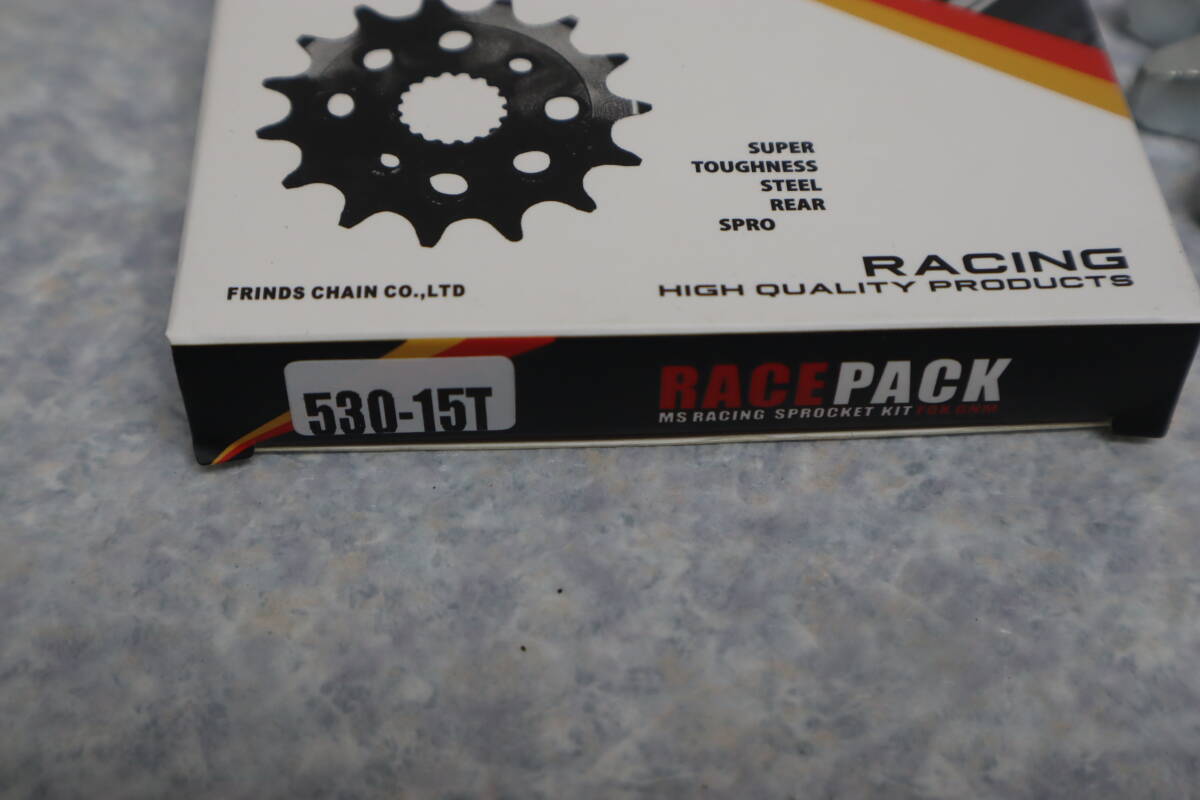 SUPER
TOUGHNESS
STEEL
REAR
SPRO
RACING
HIGH QUALITY PRODUCTS
FRINDS CHAIN CO.,LTD
530-15T
RACEPACK
MS RACING SPROCKET KIT